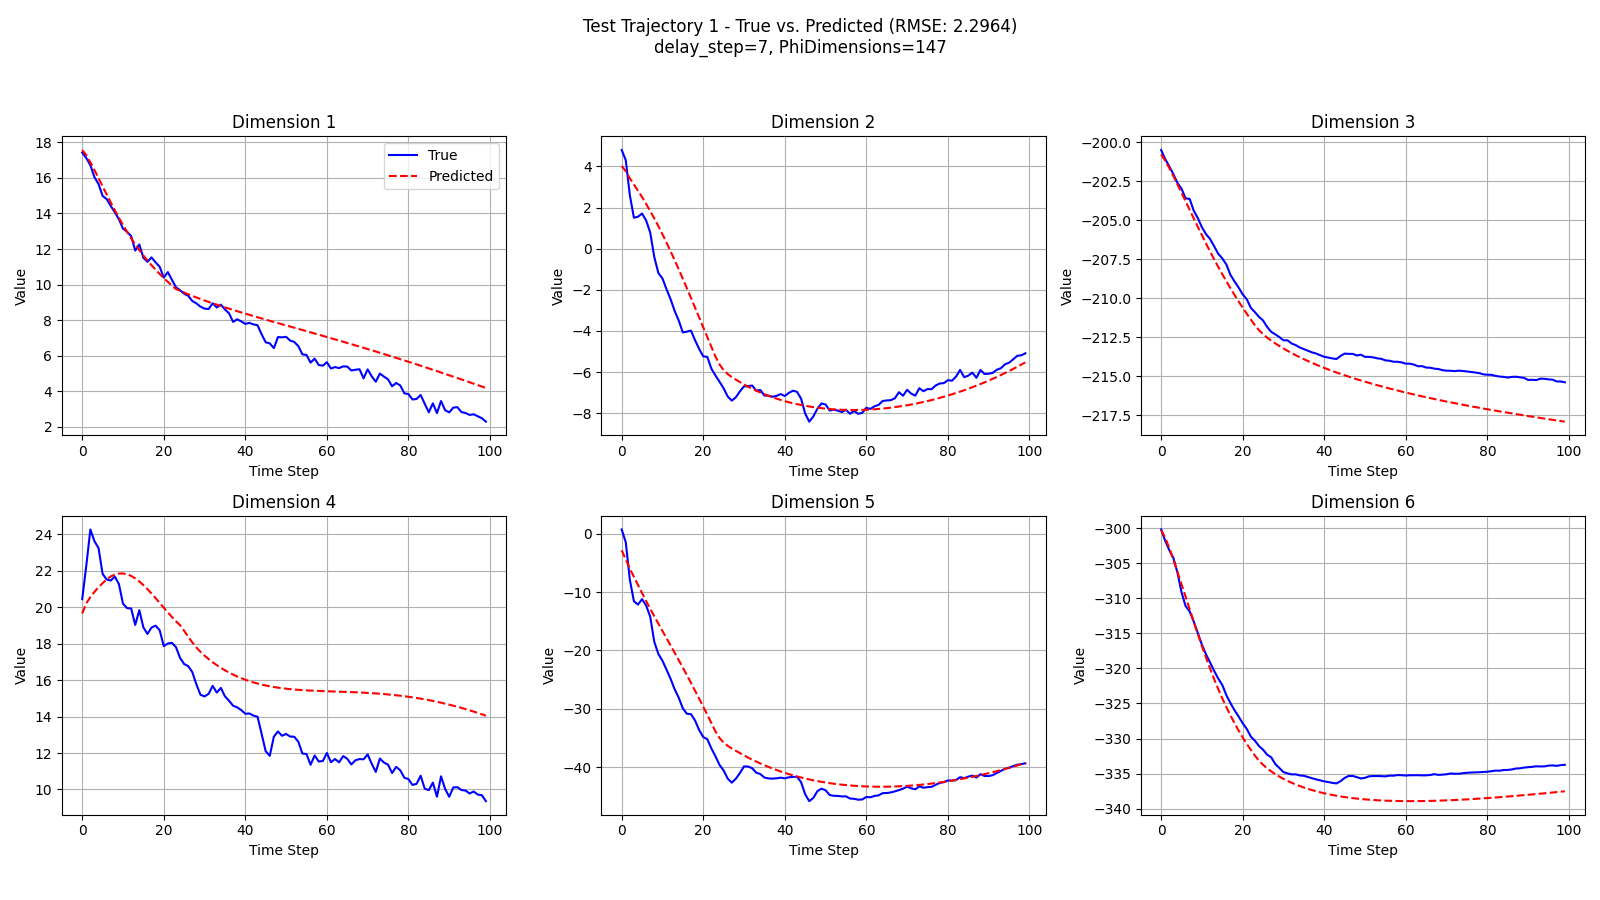 Test Trajectory 1 - True vs. Predicted (RMSE: 2.2964)
delay_step=7, PhiDimensions=147
Dimension 1
18
16
14
12
10
8
6
4
2
Value
0 20 40 60 80 100
Time Step
True
Predicted
Dimension 2
4
2
0
−2
−4
−6
−8
Value
0 20 40 60 80 100
Time Step
Dimension 3
−200.0
−202.5
−205.0
−207.5
−210.0
−212.5
−215.0
−217.5
Value
0 20 40 60 80 100
Time Step
Dimension 4
24
22
20
18
16
14
12
10
Value
0 20 40 60 80 100
Time Step
Dimension 5
0
−10
−20
−30
−40
Value
0 20 40 60 80 100
Time Step
Dimension 6
−300
−305
−310
−315
−320
−325
−330
−335
−340
Value
0 20 40 60 80 100
Time Step